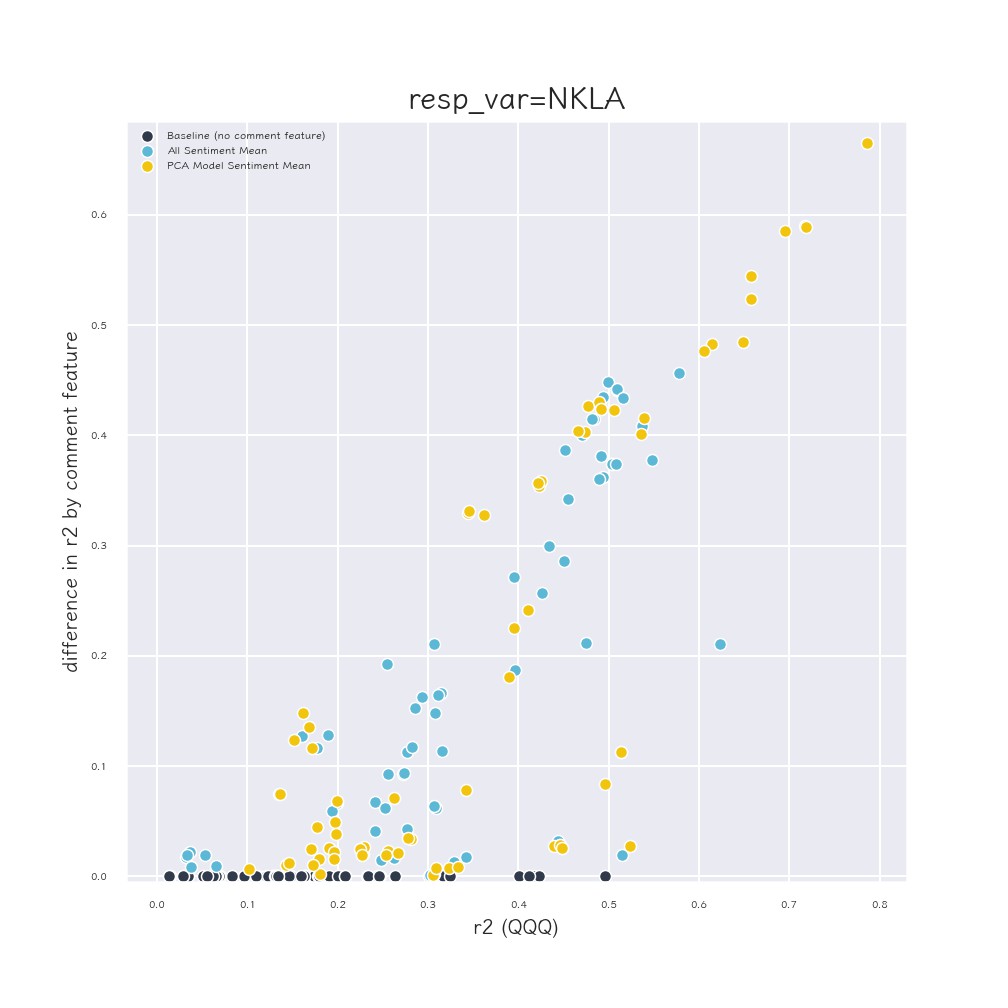 resp_var=NKLA
Baseline (no comment feature)
All Sentiment Mean
PCA Model Sentiment Mean
difference in r2 by comment feature
0.6
0.5
0.4
0.3
0.2
0.1
0.0
0.0 0.1 0.2 0.3 0.4 0.5 0.6 0.7 0.8
r2 (QQQ)